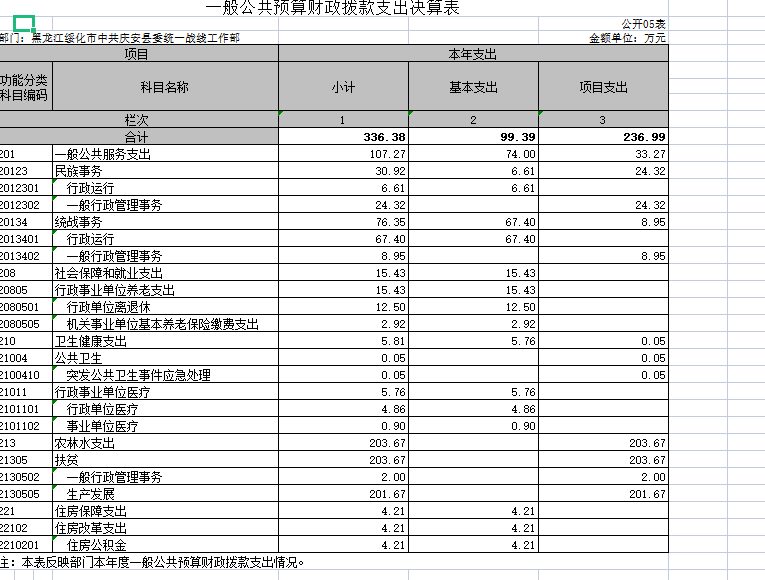 一般公共预算财政拨款支出决算表
公开05表
部门：黑龙江绥化市中共庆安县委统一战线工作部 金额单位：万元
项目 本年支出
功能分类科目编码 科目名称 小计 基本支出 项目支出
栏次 1 2 3
合计 336.38 99.39 236.99
201 一般公共服务支出 107.27 74.00 33.27
20123 民族事务 30.92 6.61 24.32
2012301 行政运行 6.61 6.61
2012302 一般行政管理事务 24.32 24.32
20134 统战事务 76.35 67.40 8.95
2013401 行政运行 67.40 67.40
2013402 一般行政管理事务 8.95 8.95
208 社会保障和就业支出 15.43 15.43
20805 行政事业单位养老支出 15.43 15.43
2080501 行政单位离退休 12.50 12.50
2080505 机关事业单位基本养老保险缴费支出 2.92 2.92
210 卫生健康支出 5.81 5.76 0.05
21004 公共卫生 0.05 0.05
2100410 突发公共卫生事件应急处理 0.05 0.05
21011 行政事业单位医疗 5.76 5.76
2101101 行政单位医疗 4.86 4.86
2101102 事业单位医疗 0.90 0.90
213 农林水支出 203.67 203.67
21305 扶贫 203.67 203.67
2130502 一般行政管理事务 2.00 2.00
2130505 生产发展 201.67 201.67
221 住房保障支出 4.21 4.21
22102 住房改革支出 4.21 4.21
2210201 住房公积金 4.21 4.21
注：本表反映部门本年度一般公共预算财政拨款支出情况。